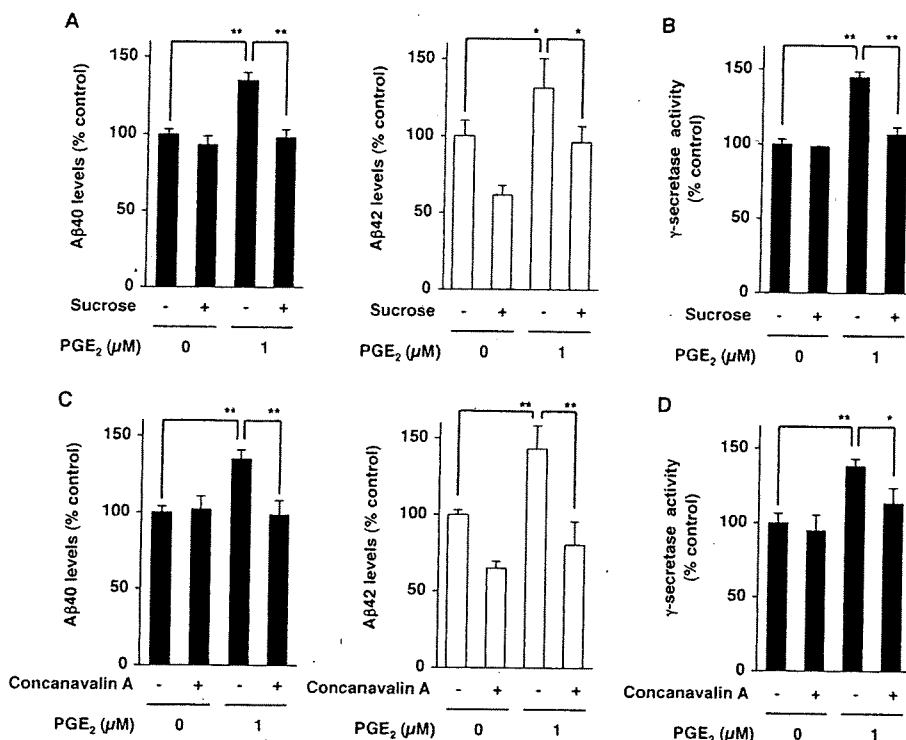 A
Aβ40 levels (% control)
150
100
50
0
** **
Sucrose - + - +
PGE₂ (μM) 0 1
Aβ42 levels (% control)
150
100
50
0
* *
Sucrose - + - +
PGE₂ (μM) 0 1
B
γ-secretase activity
(% control)
150
100
50
0
** **
Sucrose - + - +
PGE₂ (μM) 0 1
C
Aβ40 levels (% control)
150
100
50
0
** **
Concanavalin A - + - +
PGE₂ (μM) 0 1
Aβ42 levels (% control)
150
100
50
0
** **
Concanavalin A - + - +
PGE₂ (μM) 0 1
D
γ-secretase activity
(% control)
150
100
50
0
** *
Concanavalin A - + - +
PGE₂ (μM) 0 1